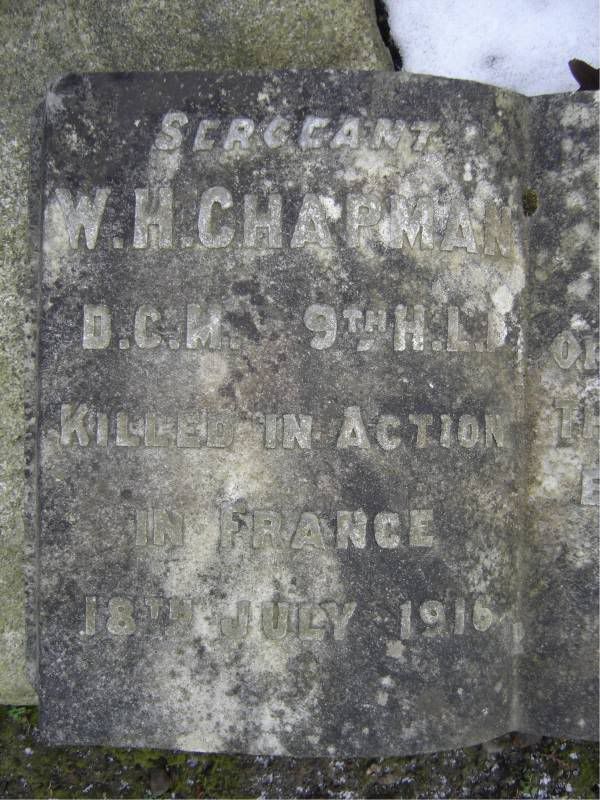 SERGEANT
W.H.CHAPMAN
D.C.M. 9TH H.L.I.
KILLED IN ACTION
IN FRANCE
18TH JULY 1916